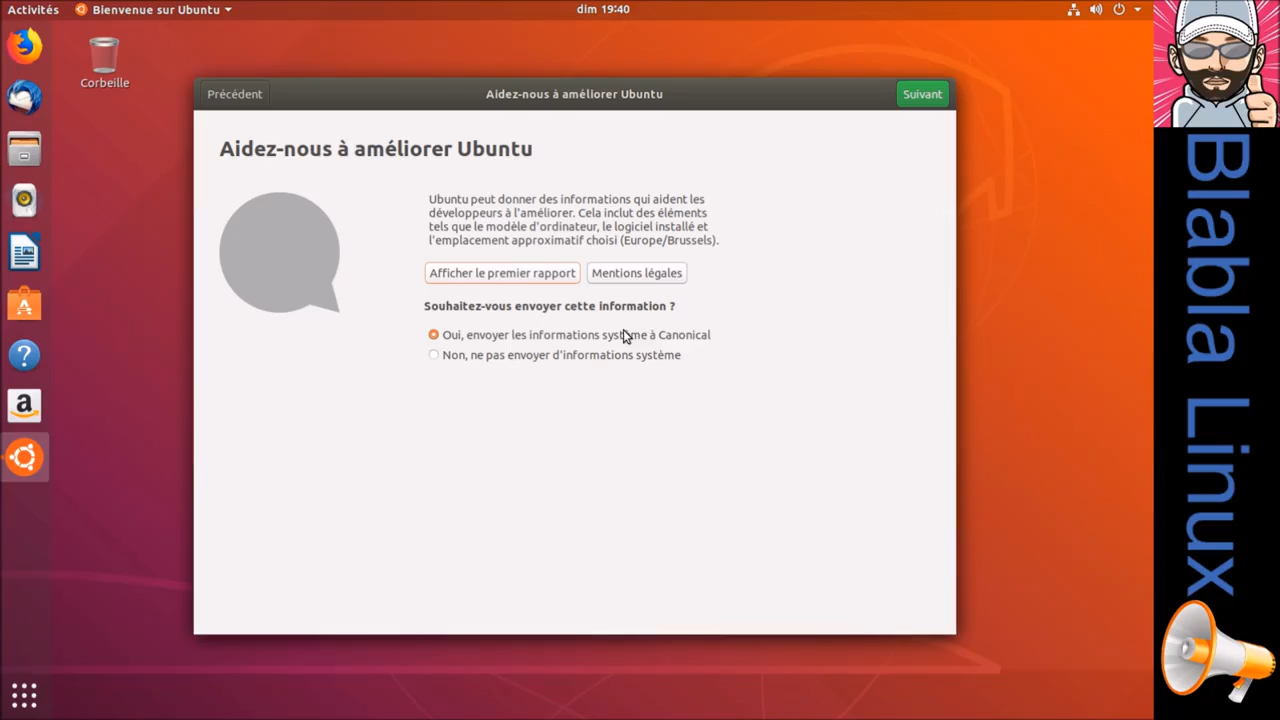 Activités
Bienvenue sur Ubuntu
dim 19:40
Corbeille
Précédent
Aidez-nous à améliorer Ubuntu
Suivant
Aidez-nous à améliorer Ubuntu
Ubuntu peut donner des informations qui aident les
développeurs à l'améliorer. Cela inclut des éléments
tels que le modèle d'ordinateur, le logiciel installé et
l'emplacement approximatif choisi (Europe/Brussels).
Afficher le premier rapport
Mentions légales
Souhaitez-vous envoyer cette information ?
Oui, envoyer les informations système à Canonical
Non, ne pas envoyer d'informations système
Blabla Linux